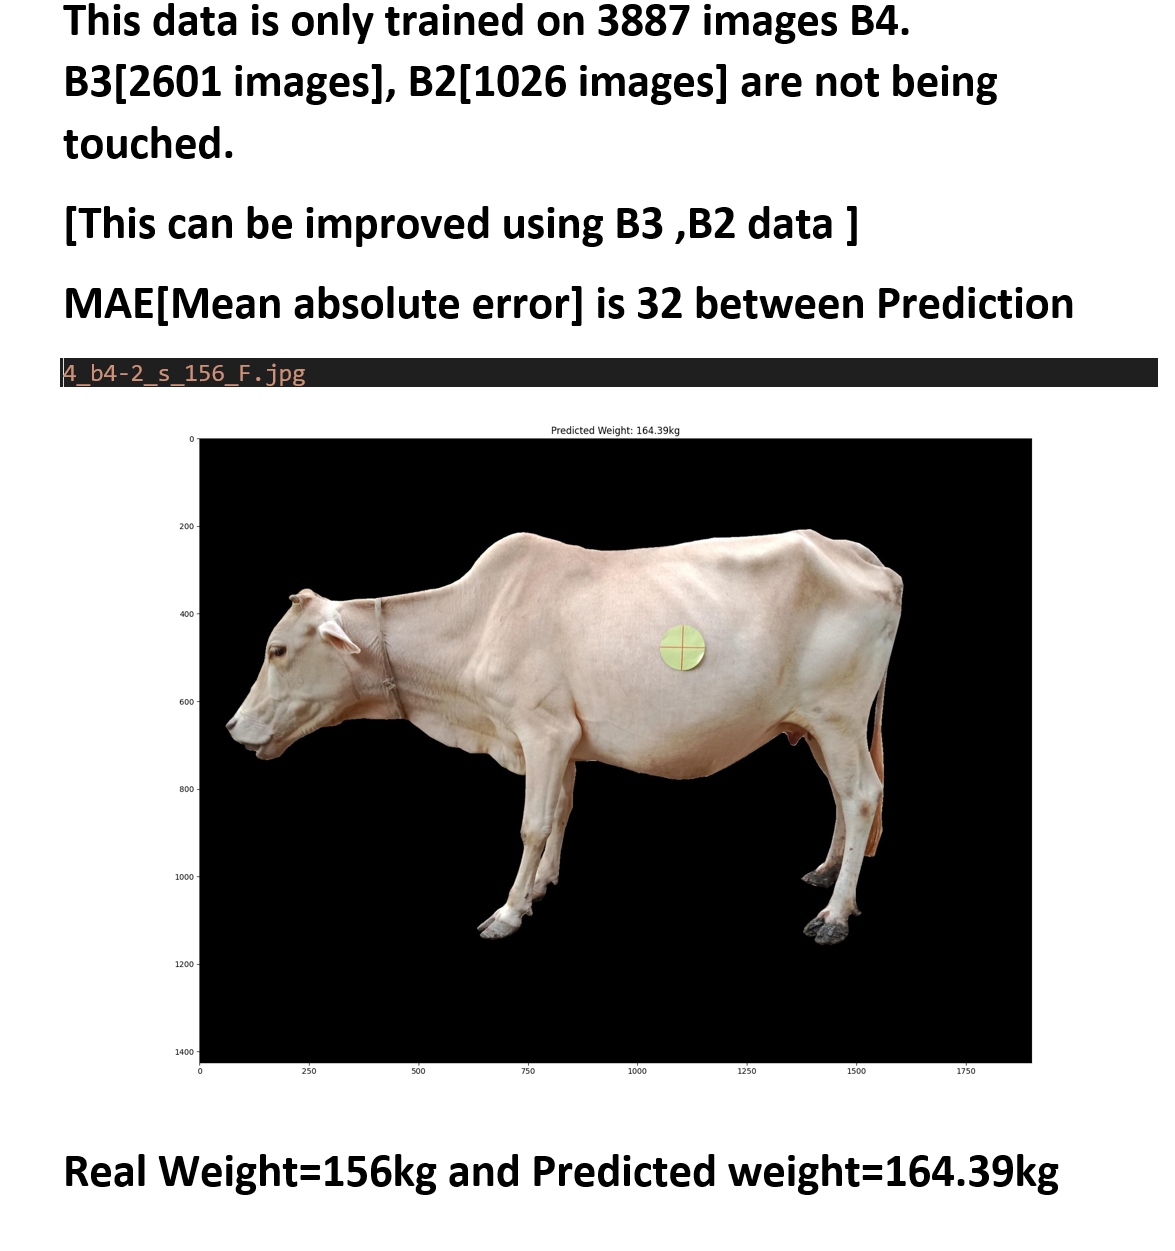 This data is only trained on 3887 images B4.
B3[2601 images], B2[1026 images] are not being
touched.
[This can be improved using B3 ,B2 data ]
MAE[Mean absolute error] is 32 between Prediction
4_b4-2_s_156_F.jpg
Predicted Weight: 164.39kg
0
200
400
600
800
1000
1200
1400
0 250 500 750 1000 1250 1500 1750
Real Weight=156kg and Predicted weight=164.39kg